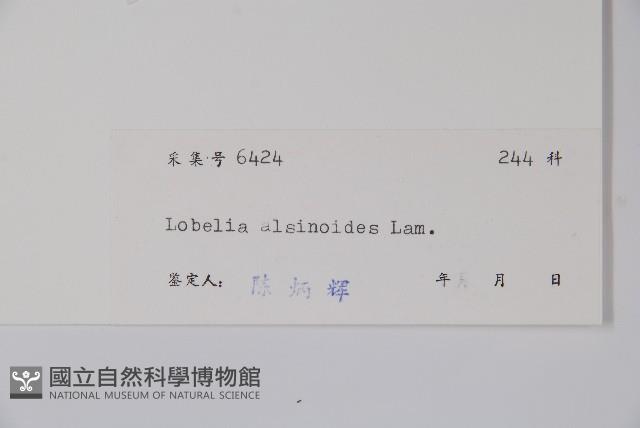 采集号 6424 244 科
Lobelia alsinoides Lam.
鉴定人: 陈炳辉 年 月 日
國立自然科學博物館
NATIONAL MUSEUM OF NATURAL SCIENCE